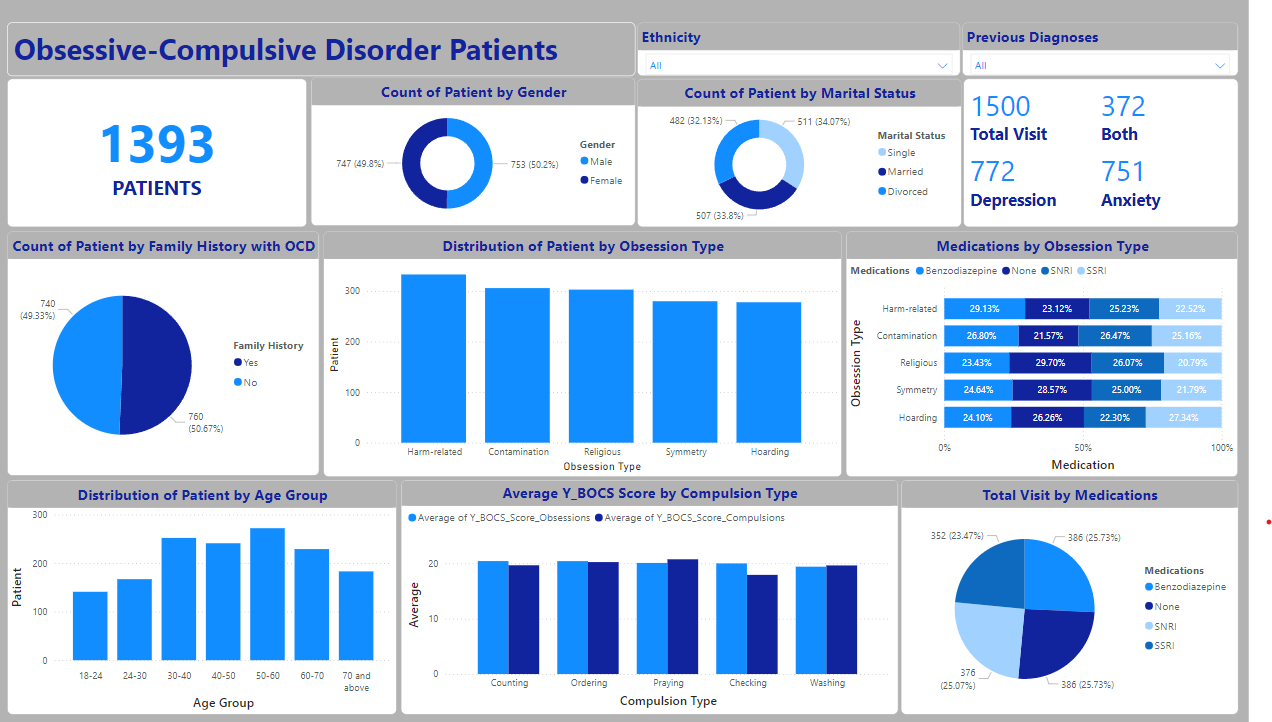 Obsessive-Compulsive Disorder Patients
Ethnicity
All
Previous Diagnoses
All
1393
PATIENTS
Count of Patient by Gender
747 (49.8%)
753 (50.2%)
Gender
Male
Female
Count of Patient by Marital Status
482 (32.13%)
511 (34.07%)
507 (33.8%)
Marital Status
Single
Married
Divorced
1500
Total Visit
372
Both
772
Depression
751
Anxiety
Count of Patient by Family History with OCD
740
(49.33%)
760
(50.67%)
Family History
Yes
No
Distribution of Patient by Obsession Type
Patient
300
200
100
0
Harm-related
Contamination
Religious
Symmetry
Hoarding
Obsession Type
Medications by Obsession Type
Medications Benzodiazepine None SNRI SSRI
Obsession Type
Harm-related 29.13% 23.12% 25.23% 22.52%
Contamination 26.80% 21.57% 26.47% 25.16%
Religious 23.43% 29.70% 26.07% 20.79%
Symmetry 24.64% 28.57% 25.00% 21.79%
Hoarding 24.10% 26.26% 22.30% 27.34%
0% 50% 100%
Medication
Distribution of Patient by Age Group
Patient
300
200
100
0
18-24
24-30
30-40
40-50
50-60
60-70
70 and
above
Age Group
Average Y_BOCS Score by Compulsion Type
Average of Y_BOCS_Score_Obsessions Average of Y_BOCS_Score_Compulsions
Average
20
10
0
Counting
Ordering
Praying
Checking
Washing
Compulsion Type
Total Visit by Medications
352 (23.47%)
386 (25.73%)
376
(25.07%)
386 (25.73%)
Medications
Benzodiazepine
None
SNRI
SSRI